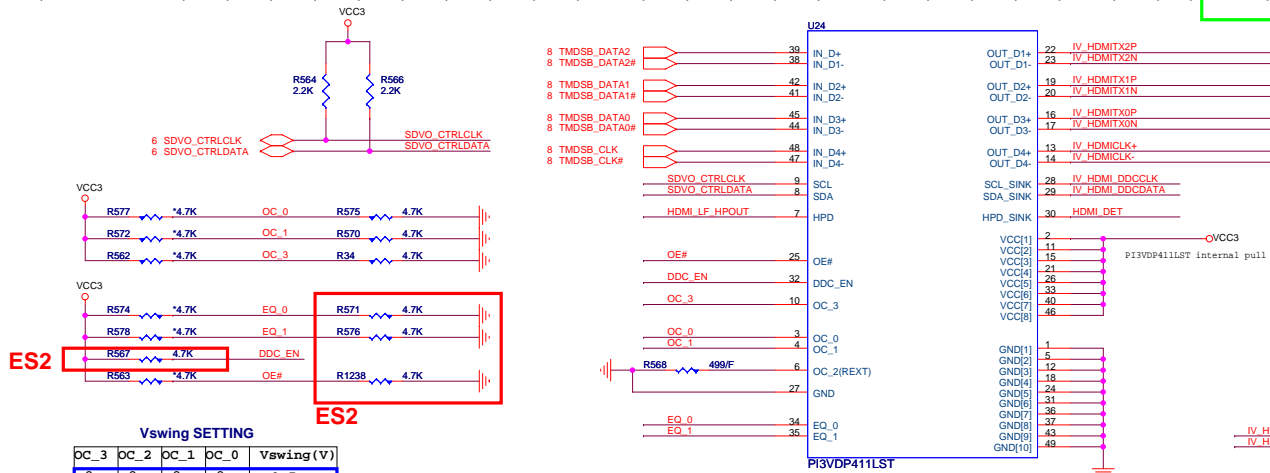 VCC3
R564
2.2K
R566
2.2K
6 SDVO_CTRLCLK
6 SDVO_CTRLDATA
SDVO_CTRLCLK
SDVO_CTRLDATA
VCC3
R577 *4.7K OC_0 R575 4.7K
R572 *4.7K OC_1 R570 4.7K
R562 *4.7K OC_3 R34 4.7K
VCC3
R574 *4.7K EQ_0 R571 4.7K
R578 *4.7K EQ_1 R576 4.7K
ES2 R567 4.7K DDC_EN
R563 *4.7K OE# R1238 4.7K
ES2
Vswing SETTING
OC_3 OC_2 OC_1 OC_0 Vswing(V)
U24
8 TMDSB_DATA2 39 IN_D+
8 TMDSB_DATA2# 38 IN_D1-
8 TMDSB_DATA1 42 IN_D2+
8 TMDSB_DATA1# 41 IN_D2-
8 TMDSB_DATA0 45 IN_D3+
8 TMDSB_DATA0# 44 IN_D3-
8 TMDSB_CLK 48 IN_D4+
8 TMDSB_CLK# 47 IN_D4-
SDVO_CTRLCLK 9 SCL
SDVO_CTRLDATA 8 SDA
HDMI_LF_HPOUT 7 HPD
OE# 25 OE#
DDC_EN 32 DDC_EN
OC_3 10 OC_3
OC_0 3 OC_0
OC_1 4 OC_1
R568 499/F 6 OC_2(REXT)
27 GND
EQ_0 34 EQ_0
EQ_1 35 EQ_1
OUT_D1+ 22 IV_HDMITX2P
OUT_D1- 23 IV_HDMITX2N
OUT_D2+ 19 IV_HDMITX1P
OUT_D2- 20 IV_HDMITX1N
OUT_D3+ 16 IV_HDMITX0P
OUT_D3- 17 IV_HDMITX0N
OUT_D4+ 13 IV_HDMICLK+
OUT_D4- 14 IV_HDMICLK-
SCL_SINK 28 IV_HDMI_DDCCLK
SDA_SINK 29 IV_HDMI_DDCDATA
HPD_SINK 30 HDMI_DET
VCC[1] 2 VCC3
VCC[2] 11
VCC[3] 15 PI3VDP411LST internal pull
VCC[4] 21
VCC[5] 26
VCC[6] 33
VCC[7] 40
VCC[8] 46
GND[1] 1
GND[2] 5
GND[3] 12
GND[4] 18
GND[5] 24
GND[6] 31
GND[7] 36
GND[8] 37
GND[9] 43
GND[10] 49
PI3VDP411LST
IV_H
IV_H